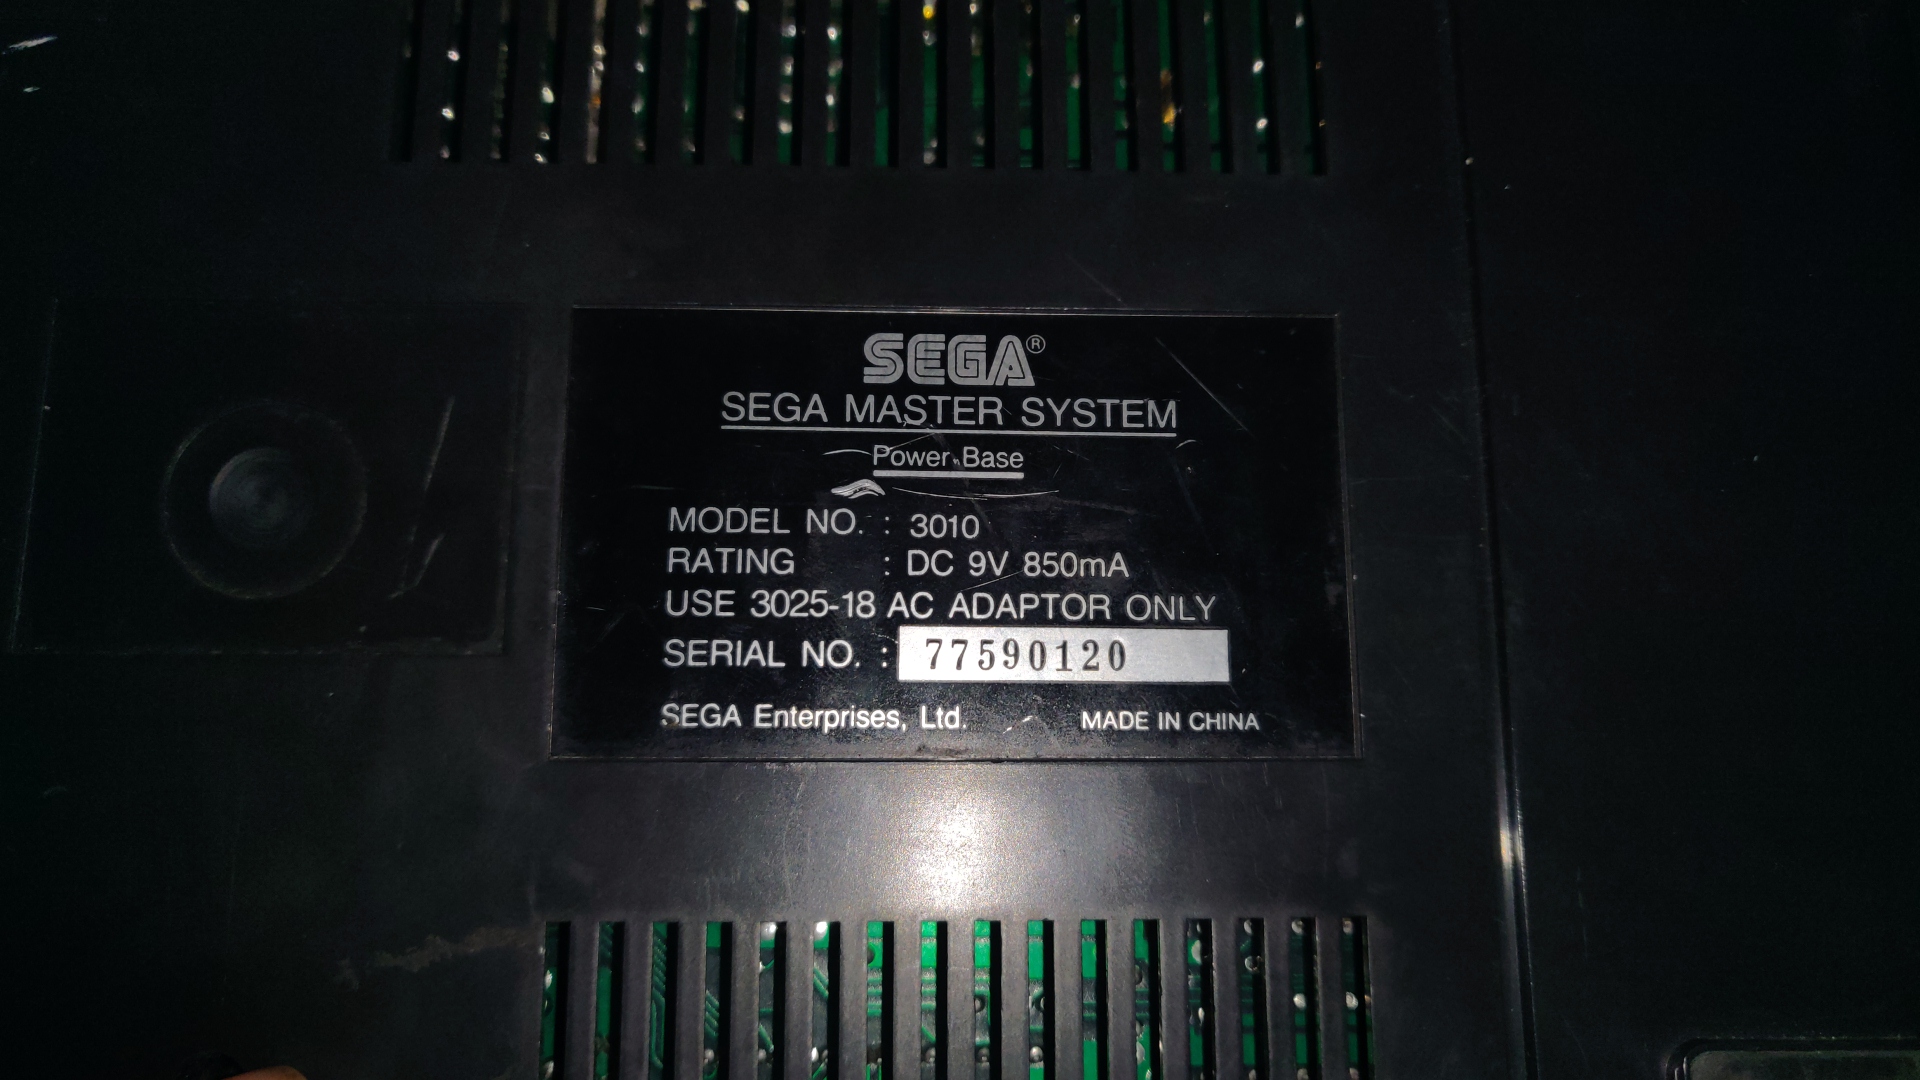 SEGA®
SEGA MASTER SYSTEM
Power Base
MODEL NO. : 3010
RATING : DC 9V 850mA
USE 3025-18 AC ADAPTOR ONLY
SERIAL NO. : 77590120
SEGA Enterprises, Ltd. MADE IN CHINA